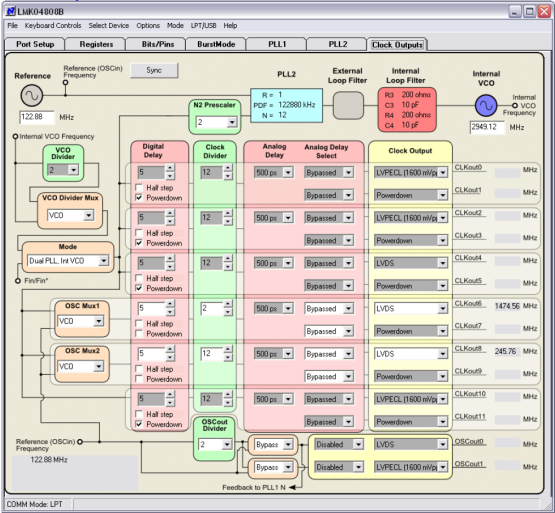 LMK04808B
File Keyboard Controls Select Device Options Mode LPT/USB Help
Port Setup Registers Bits/Pins BurstMode PLL1 PLL2 Clock Outputs
Reference
Reference (OSCin) Frequency
Sync
122.88 MHz
PLL2
R = 1
PDF = 122880 kHz
N = 12
N2 Prescaler
2
External Loop Filter
Internal Loop Filter
R3 200 ohms
C3 10 pF
R4 200 ohms
C4 10 pF
Internal VCO
Internal VCO Frequency
2949.12 MHz
Internal VCO Frequency
VCO Divider
2
VCO Divider Mux
VCO
Mode
Dual PLL, Int VCO
Fin/Fin*
OSC Mux1
VCO
OSC Mux2
VCO
Digital Delay
Clock Divider
Analog Delay
Analog Delay Select
Clock Output
5 12 500 ps Bypassed LVPECL (1600 mVp CLKout0 MHz
Half step
Powerdown
Bypassed Powerdown CLKout1 MHz
5 12 500 ps Bypassed LVPECL (1600 mVp CLKout2 MHz
Half step
Powerdown
Bypassed Powerdown CLKout3 MHz
5 12 500 ps Bypassed LVDS CLKout4 MHz
Half step
Powerdown
Bypassed Powerdown CLKout5 MHz
5 2 500 ps Bypassed LVDS CLKout6 1474.56 MHz
Half step
Powerdown
Bypassed Powerdown CLKout7 MHz
5 12 500 ps Bypassed LVDS CLKout8 245.76 MHz
Half step
Powerdown
Bypassed Powerdown CLKout9 MHz
5 12 500 ps Bypassed LVPECL (1600 mVp CLKout10 MHz
Half step
Powerdown
Bypassed Powerdown CLKout11 MHz
Reference (OSCin) Frequency
122.88 MHz
OSCout Divider
2
Bypass Disabled LVDS OSCout0 MHz
Bypass Disabled LVPECL (1600 mVp OSCout1 MHz
Feedback to PLL1 N
COMM Mode: LPT